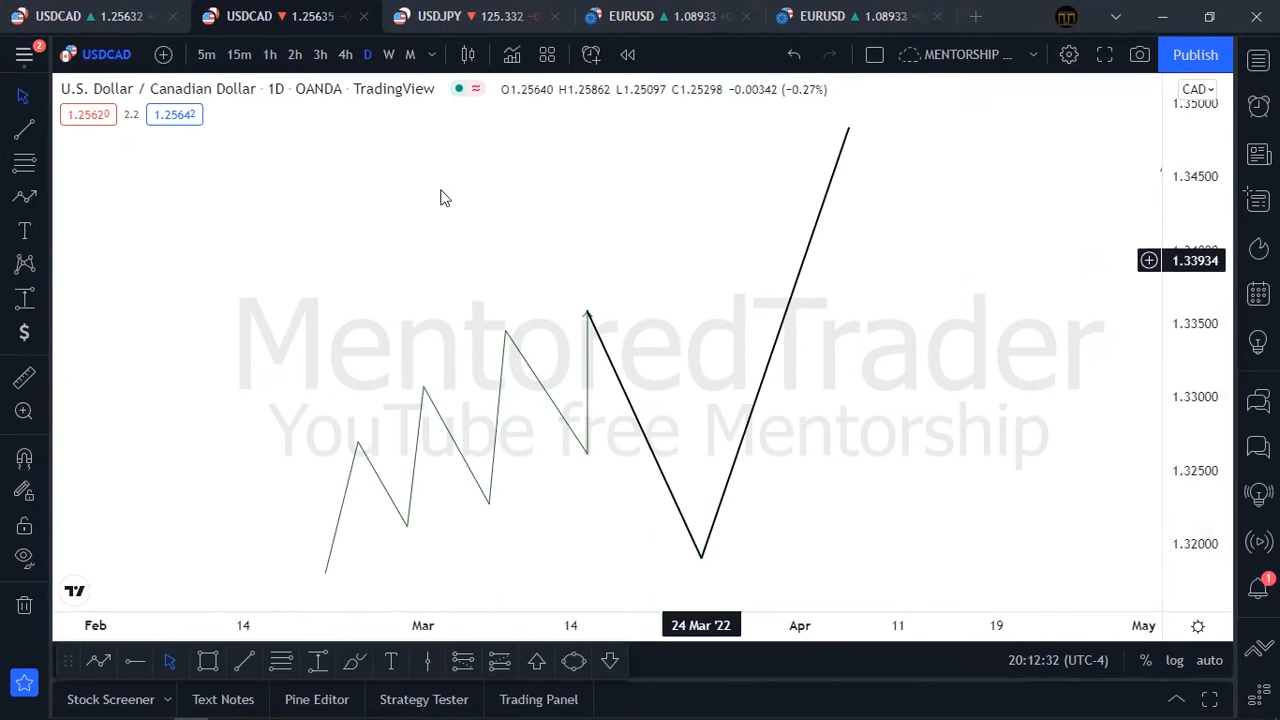 USDCAD ▲ 1.25632
USDCAD ▼ 1.25635
USDJPY ▼ 125.332
EURUSD ▲ 1.08933
EURUSD ▲ 1.08933
2
USDCAD
5m 15m 1h 2h 3h 4h D W M
MENTORSHIP ...
Publish
U.S. Dollar / Canadian Dollar · 1D · OANDA · TradingView
O1.25640 H1.25862 L1.25097 C1.25298 −0.00342 (−0.27%)
CAD
1.25620 2.2 1.25642
1.35000
1.34500
1.33934
1.33500
1.33000
1.32500
1.32000
MentoredTrader
YouTube free Mentorship
1
Feb 14 Mar 14 24 Mar '22 Apr 11 19 May
20:12:32 (UTC-4) % log auto
Stock Screener Text Notes Pine Editor Strategy Tester Trading Panel